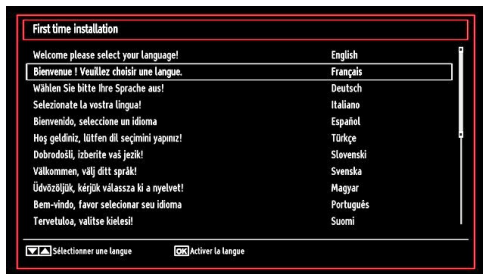 First time installation
Welcome please select your language! English
Bienvenue ! Veuillez choisir une langue. Français
Wählen Sie bitte Ihre Sprache aus! Deutsch
Selezionate la vostra lingua! Italiano
Bienvenido, seleccione un idioma Español
Hoş geldiniz, lütfen dil seçimini yapınız! Türkçe
Dobrodošli, izberite vaš jezik! Slovenski
Välkommen, välj ditt språk! Svenska
Üdvözöljük, kérjük válassza ki a nyelvet! Magyar
Bem-vindo, favor selecionar seu idioma Português
Tervetuloa, valitse kielesi! Suomi
Sélectionner une langue OK Activer la langue